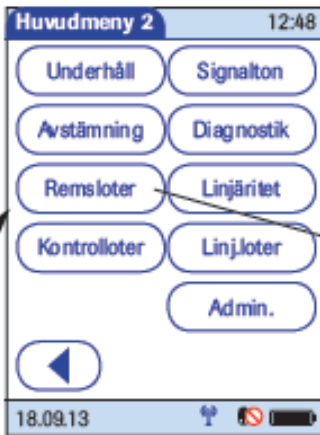 Huvudmeny 2 12:48
Underhåll Signalton
Avstämning Diagnostik
Remsloter Linjäritet
Kontrolloter Linj.loter
Admin.
18.09.13